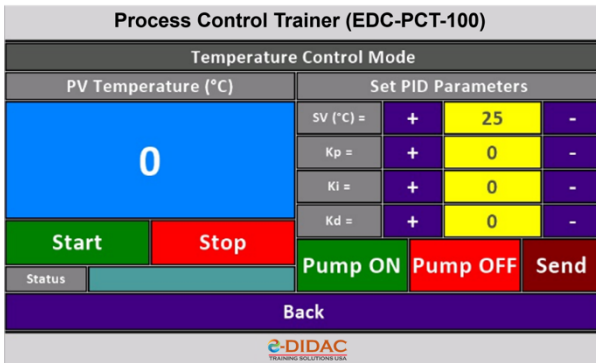 Process Control Trainer (EDC-PCT-100)
Temperature Control Mode
PV Temperature (°C)
Set PID Parameters
0
SV (°C) = + 25 -
Kp = + 0 -
Ki = + 0 -
Kd = + 0 -
Start Stop
Pump ON Pump OFF Send
Status
Back
e-DIDAC
TRAINING SOLUTIONS USA